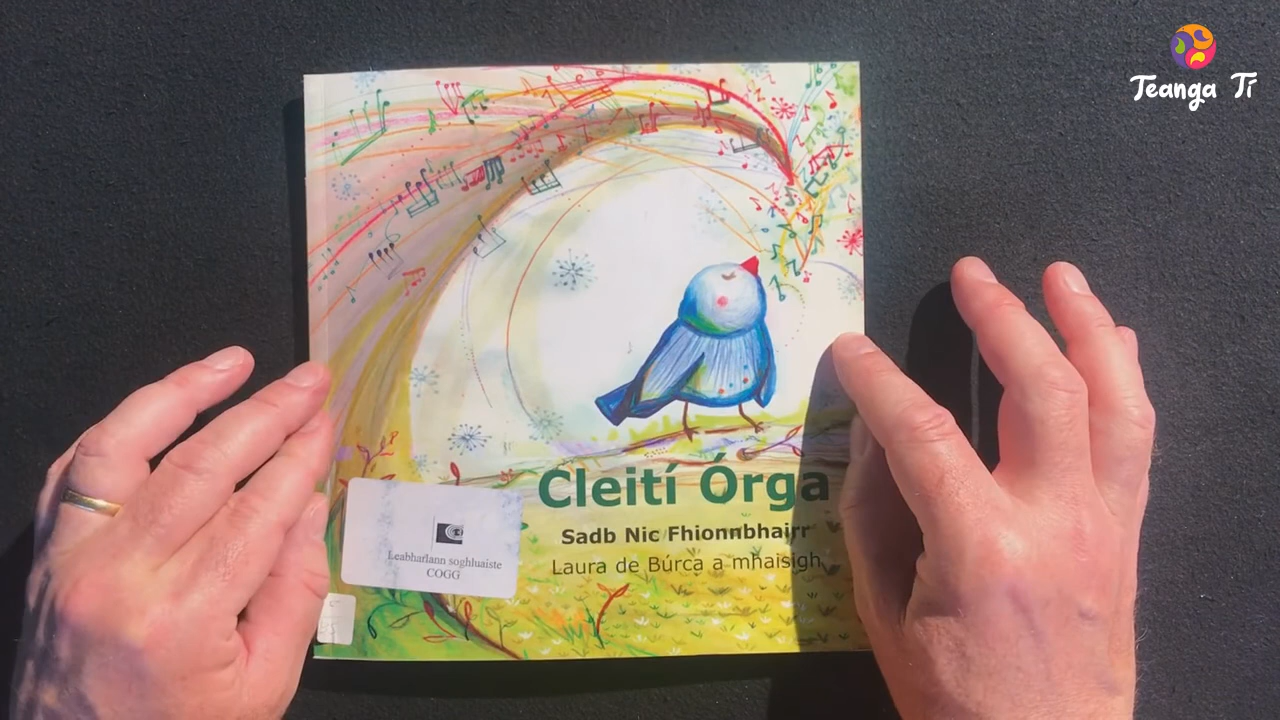 Teanga Tí
Cleití Órga
Sadb Nic Fhionnbhairr
Laura de Búrca a mhaisigh
Leabharlann soghluaiste
COGG